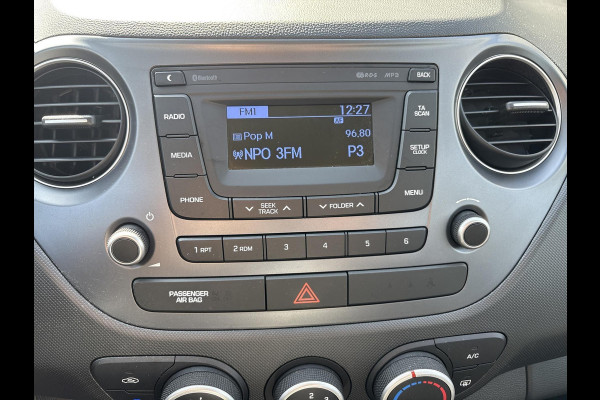 Bluetooth MP3 BACK
FM1 12:27
AF
Pop M 96.80
NPO 3FM P3
RADIO
MEDIA
PHONE
TA
SCAN
SETUP
CLOCK
MENU
SEEK
TRACK
FOLDER
1 RPT 2 RDM 3 4 5 6
PASSENGER
AIR BAG
A/C
2